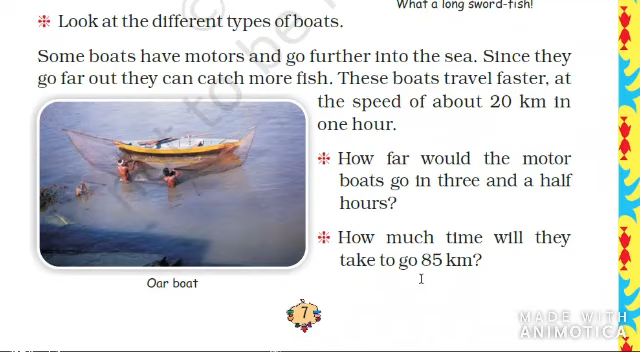 What a long sword-fish!
❉ Look at the different types of boats.
Some boats have motors and go further into the sea. Since they
go far out they can catch more fish. These boats travel faster, at
the speed of about 20 km in
one hour.
❉ How far would the motor
boats go in three and a half
hours?
❉ How much time will they
take to go 85 km?
Oar boat
7
MADE WITH
ANIMOTICA